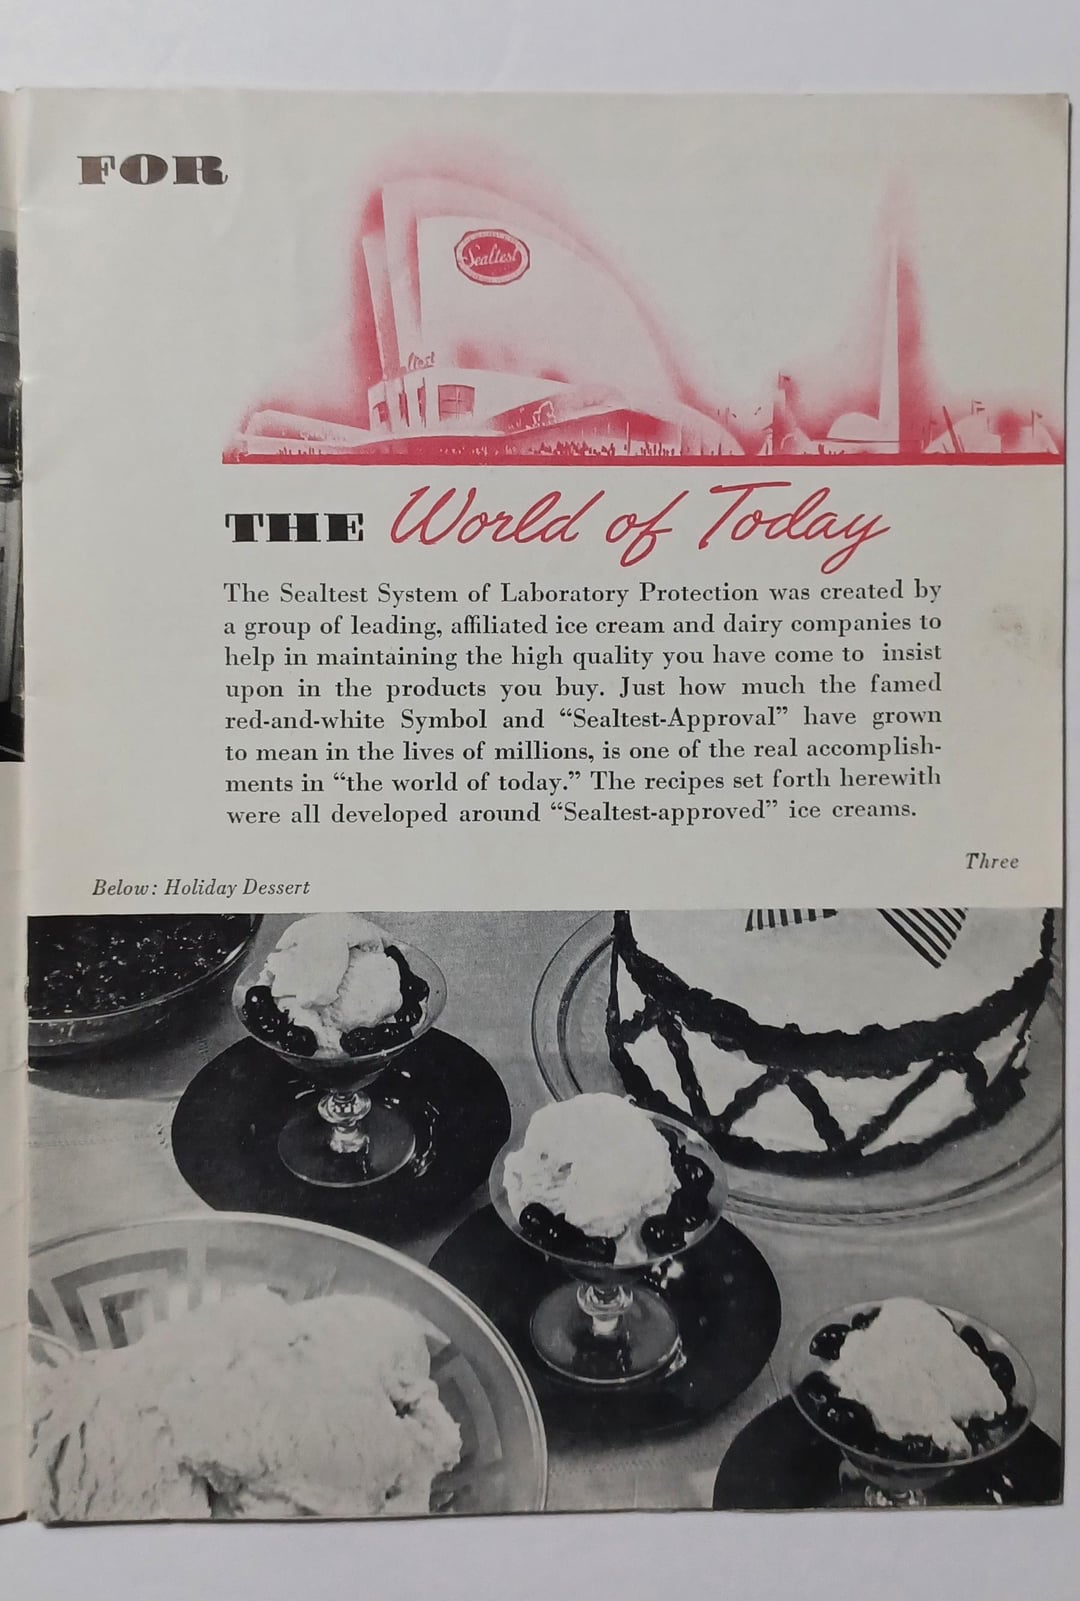 FOR
Sealtest
THE World of Today
The Sealtest System of Laboratory Protection was created by
a group of leading, affiliated ice cream and dairy companies to
help in maintaining the high quality you have come to insist
upon in the products you buy. Just how much the famed
red-and-white Symbol and “Sealtest-Approval” have grown
to mean in the lives of millions, is one of the real accomplish-
ments in “the world of today.” The recipes set forth herewith
were all developed around “Sealtest-approved” ice creams.
Three
Below: Holiday Dessert